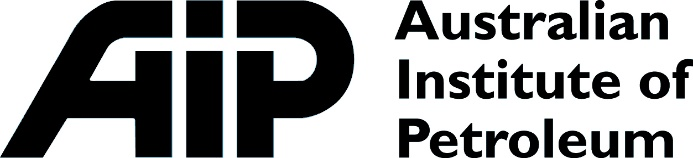 AiP
Australian
Institute of
Petroleum